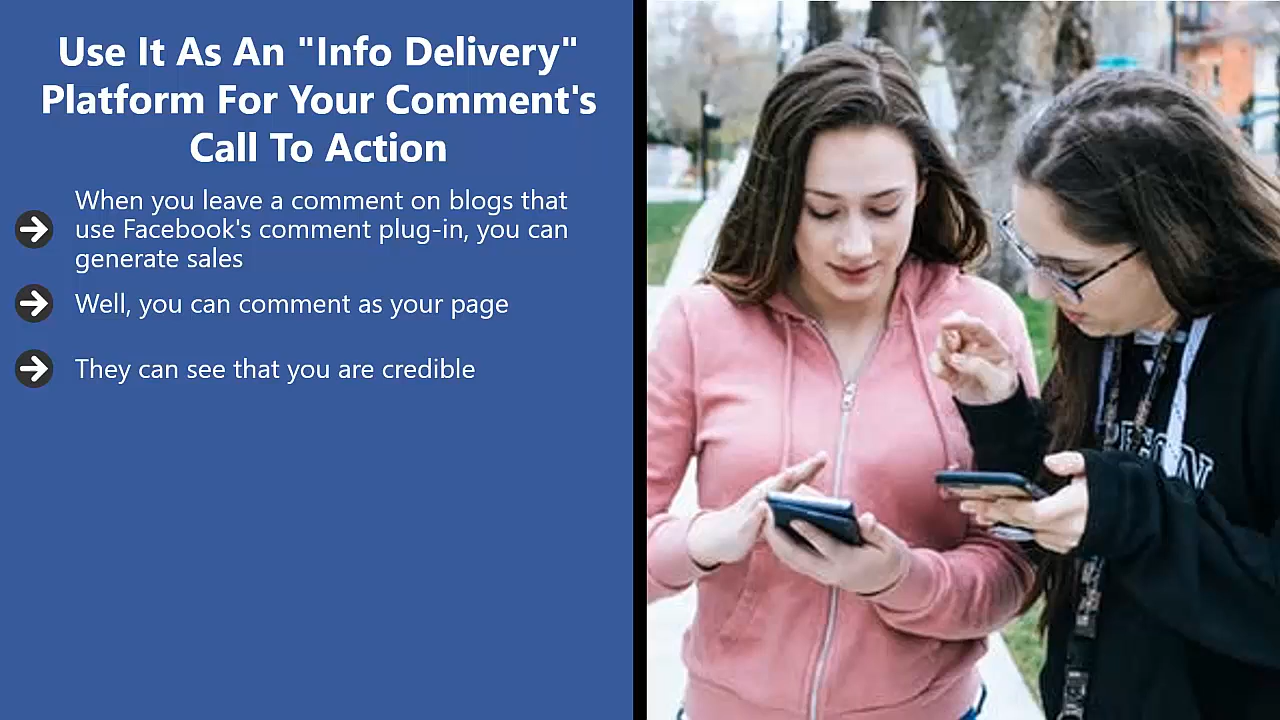 Use It As An "Info Delivery"
Platform For Your Comment's
Call To Action
When you leave a comment on blogs that
use Facebook's comment plug-in, you can
generate sales
Well, you can comment as your page
They can see that you are credible